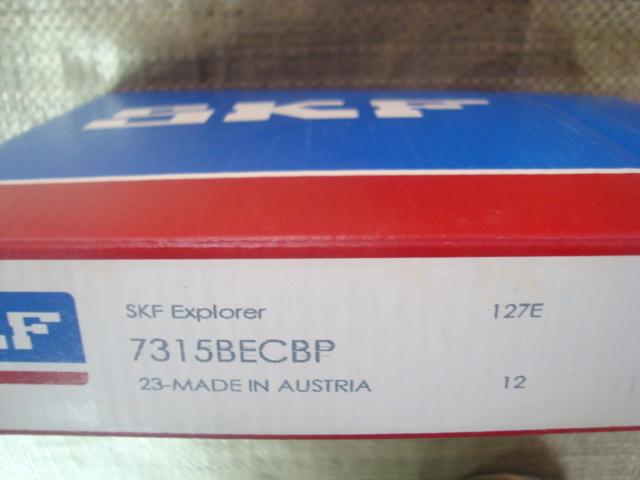 SKF
SKF Explorer 127E
7315BECBP
23-MADE IN AUSTRIA 12